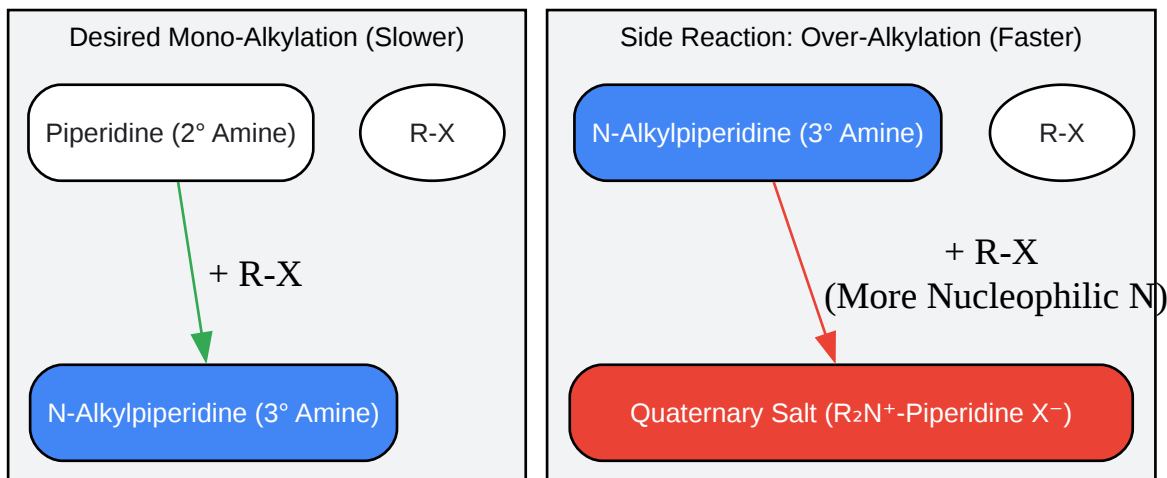 Desired Mono-Alkylation (Slower)
Piperidine (2° Amine)
R-X
+ R-X
N-Alkylpiperidine (3° Amine)
Side Reaction: Over-Alkylation (Faster)
N-Alkylpiperidine (3° Amine)
R-X
+ R-X
(More Nucleophilic N)
Quaternary Salt (R₂N⁺-Piperidine X⁻)